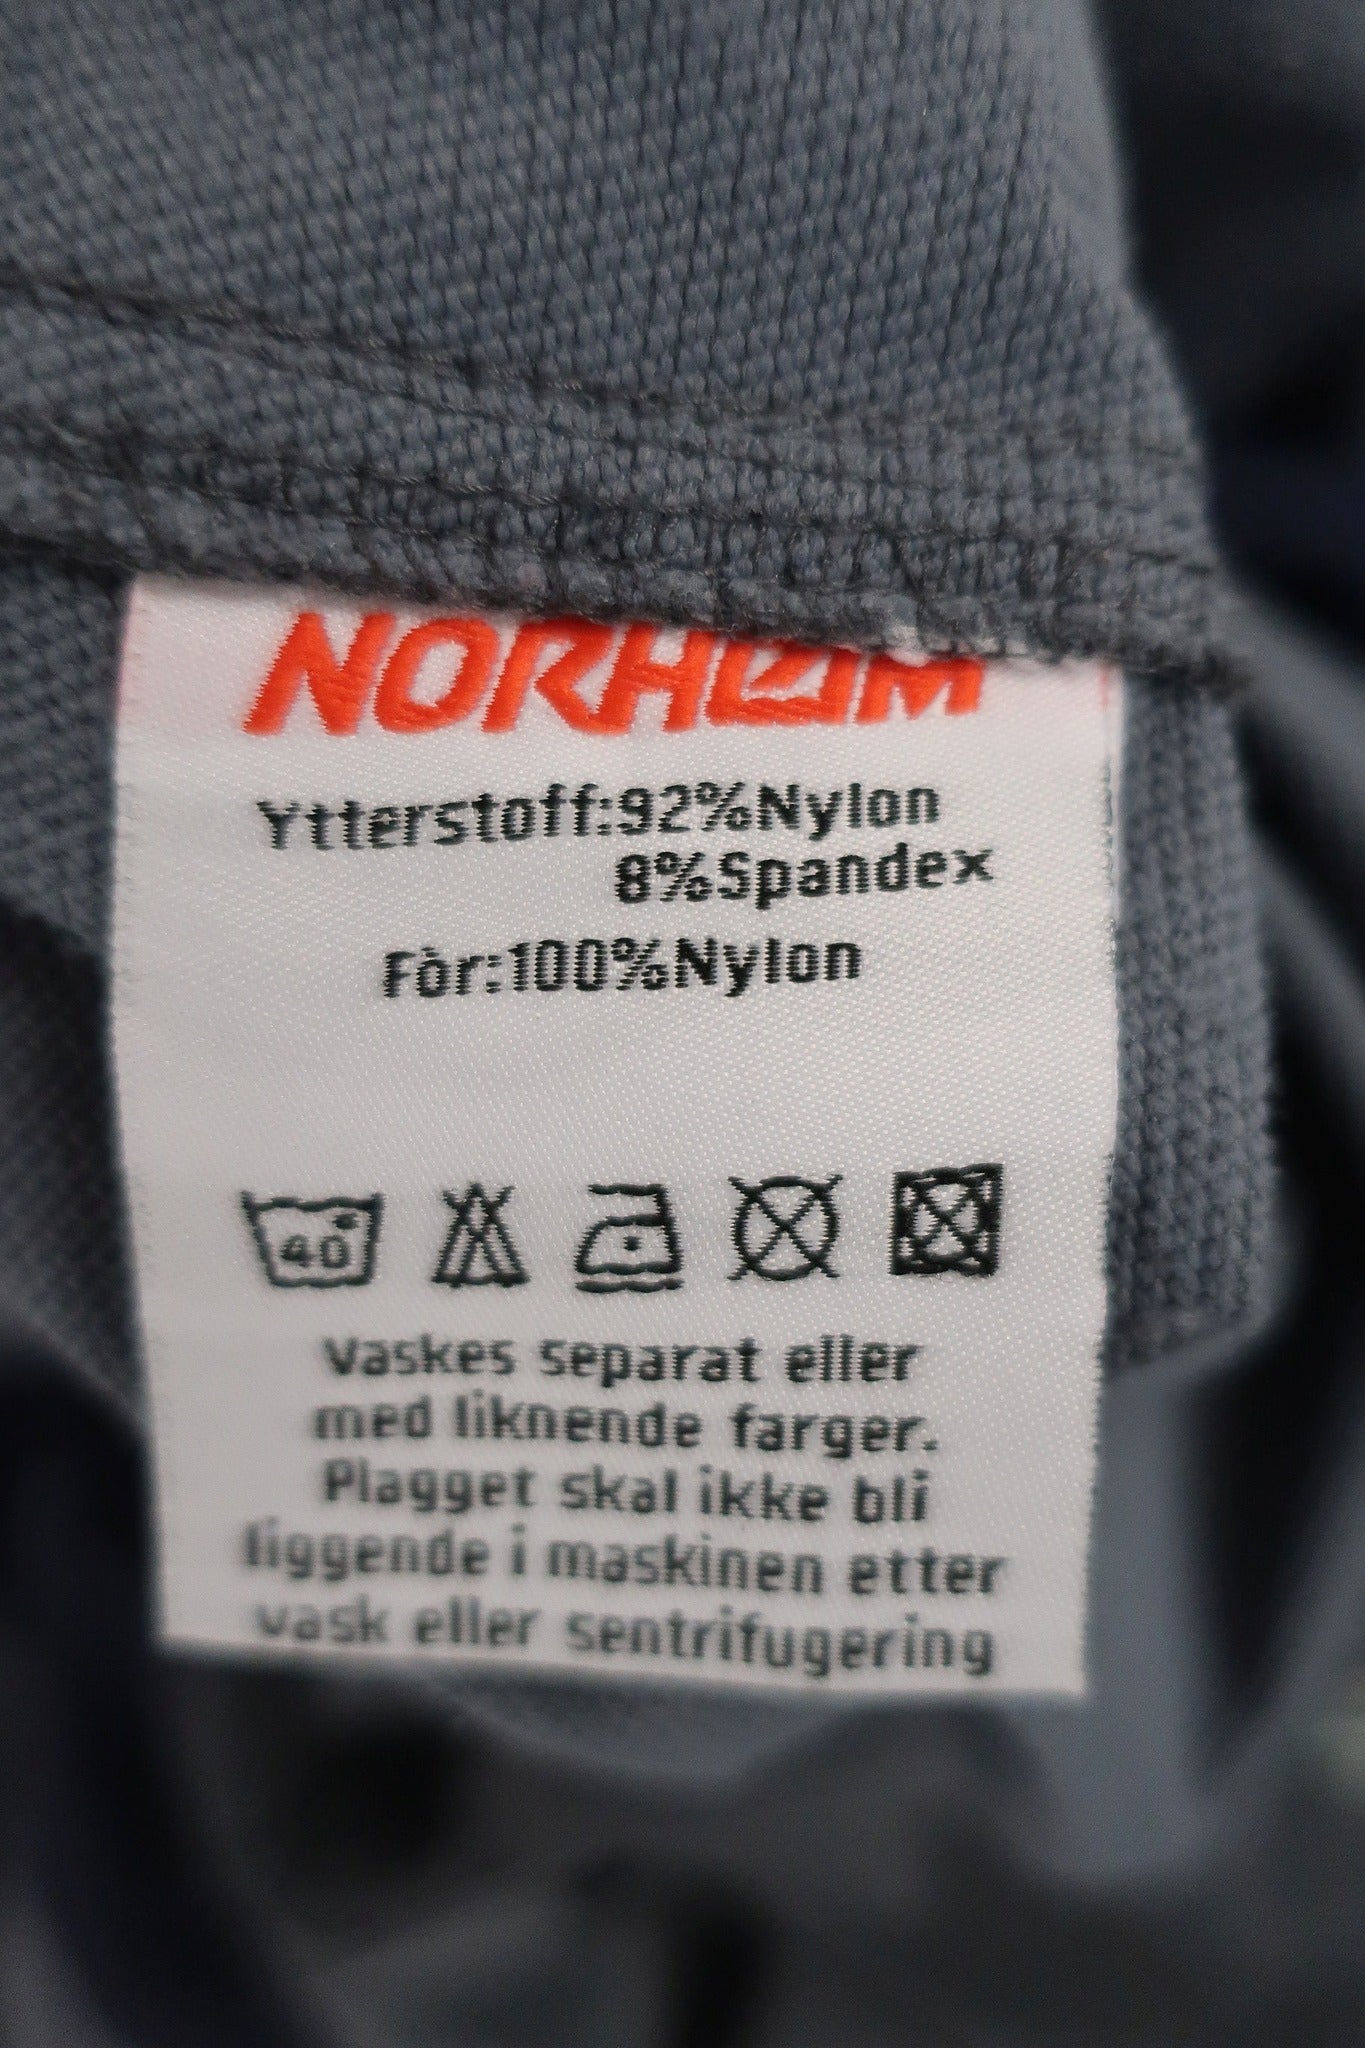 NORHEIM
Ytterstoff:92%Nylon
8%Spandex
Fòr:100%Nylon
40
Vaskes separat eller
med liknende farger.
Plagget skal ikke bli
liggende i maskinen etter
vask eller sentrifugering